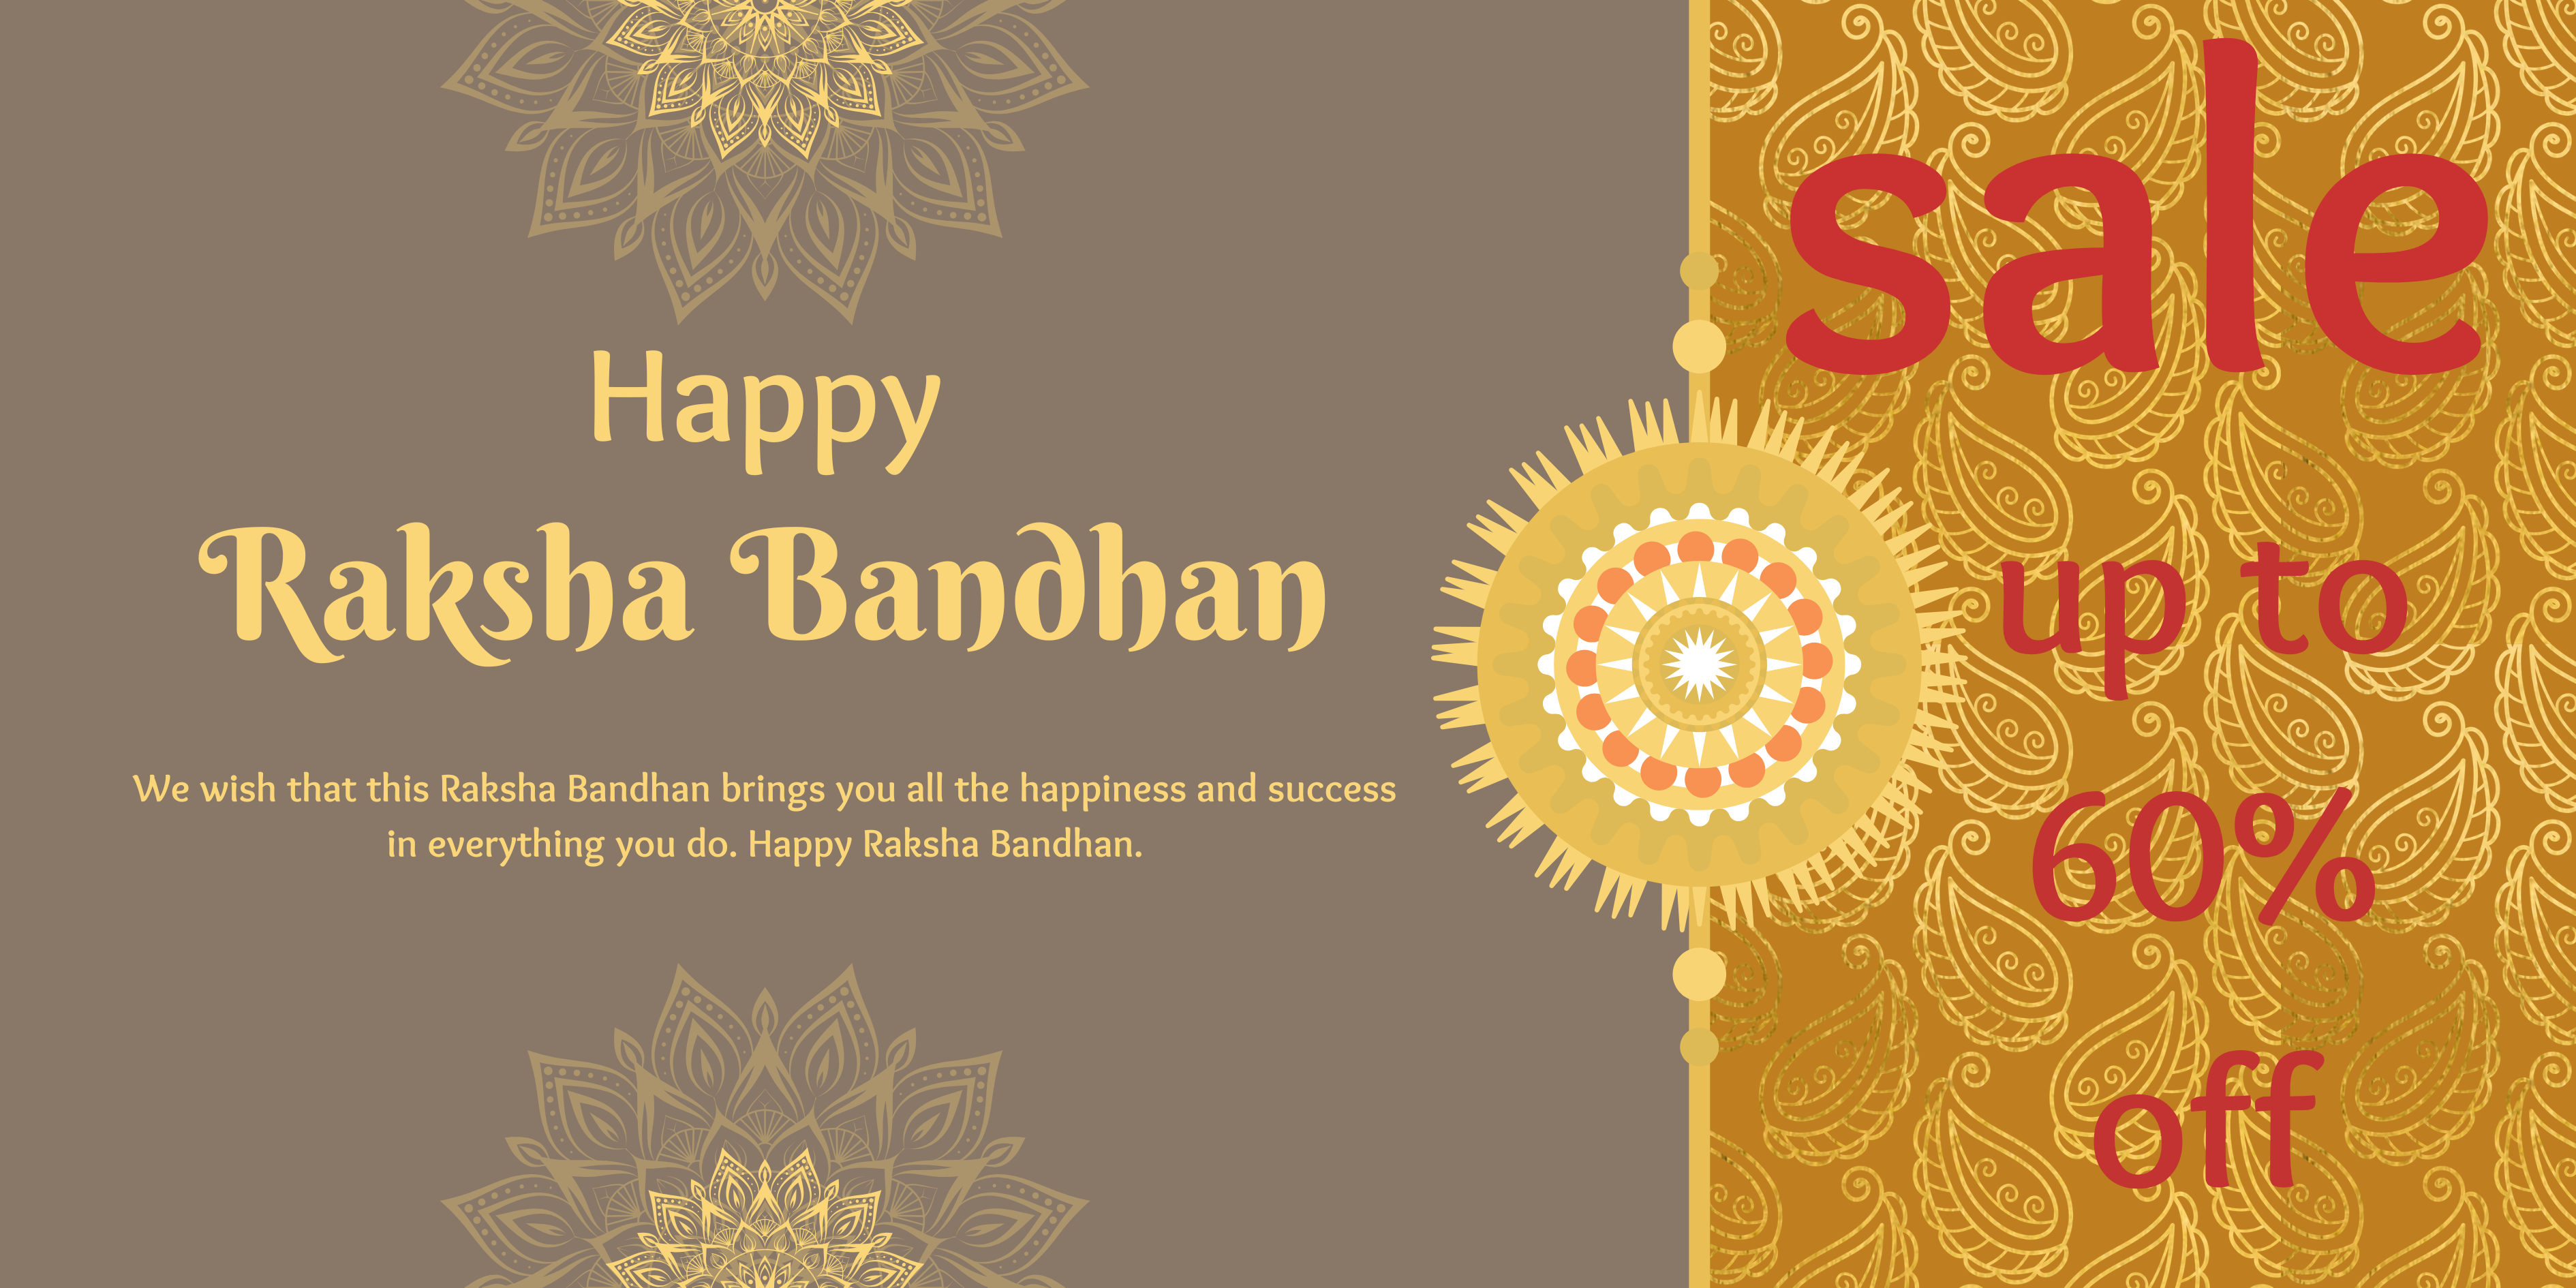 Happy
Raksha Bandhan
We wish that this Raksha Bandhan brings you all the happiness and success
in everything you do. Happy Raksha Bandhan.
sale
up to
60%
off